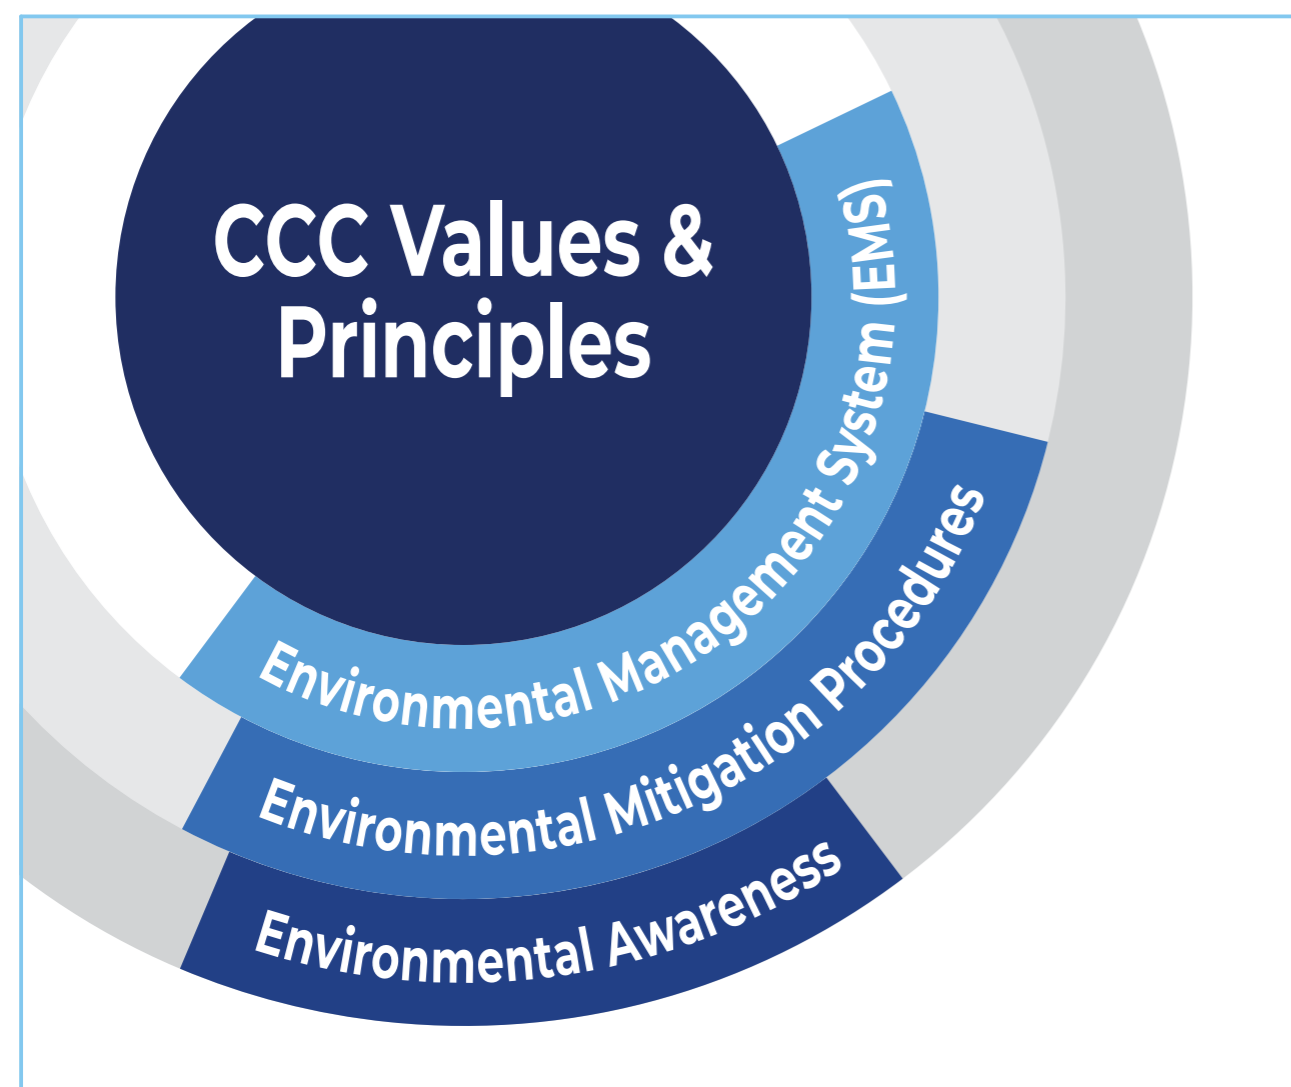 CCC Values &
Principles
Environmental Management System (EMS)
Environmental Mitigation Procedures
Environmental Awareness